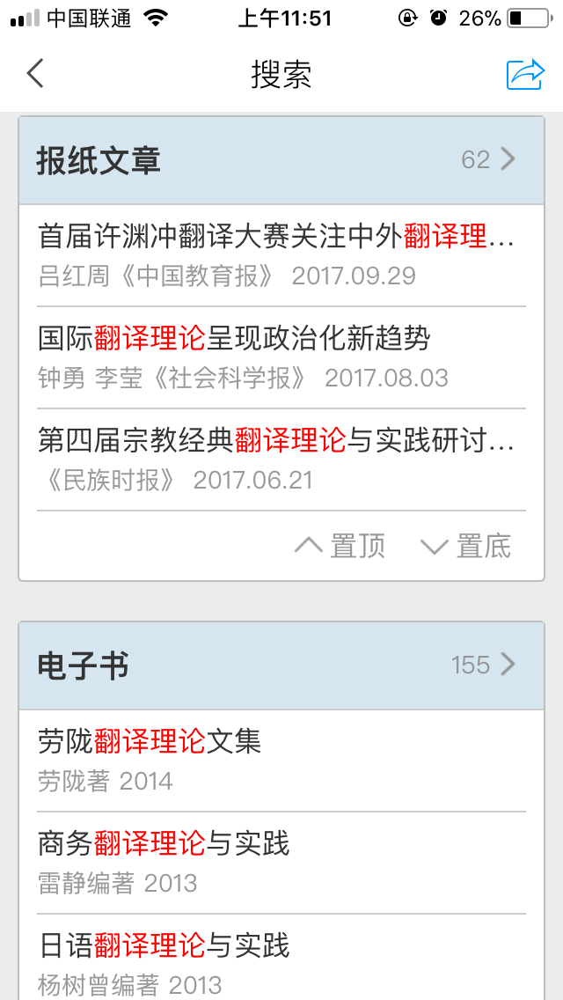 中国联通 上午11:51 26%
搜索
报纸文章 62
首届许渊冲翻译大赛关注中外翻译理…
吕红周《中国教育报》 2017.09.29
国际翻译理论呈现政治化新趋势
钟勇 李莹《社会科学报》 2017.08.03
第四届宗教经典翻译理论与实践研讨…
《民族时报》 2017.06.21
置顶 置底
电子书 155
劳陇翻译理论文集
劳陇著 2014
商务翻译理论与实践
雷静编著 2013
日语翻译理论与实践
杨树曾编著 2013